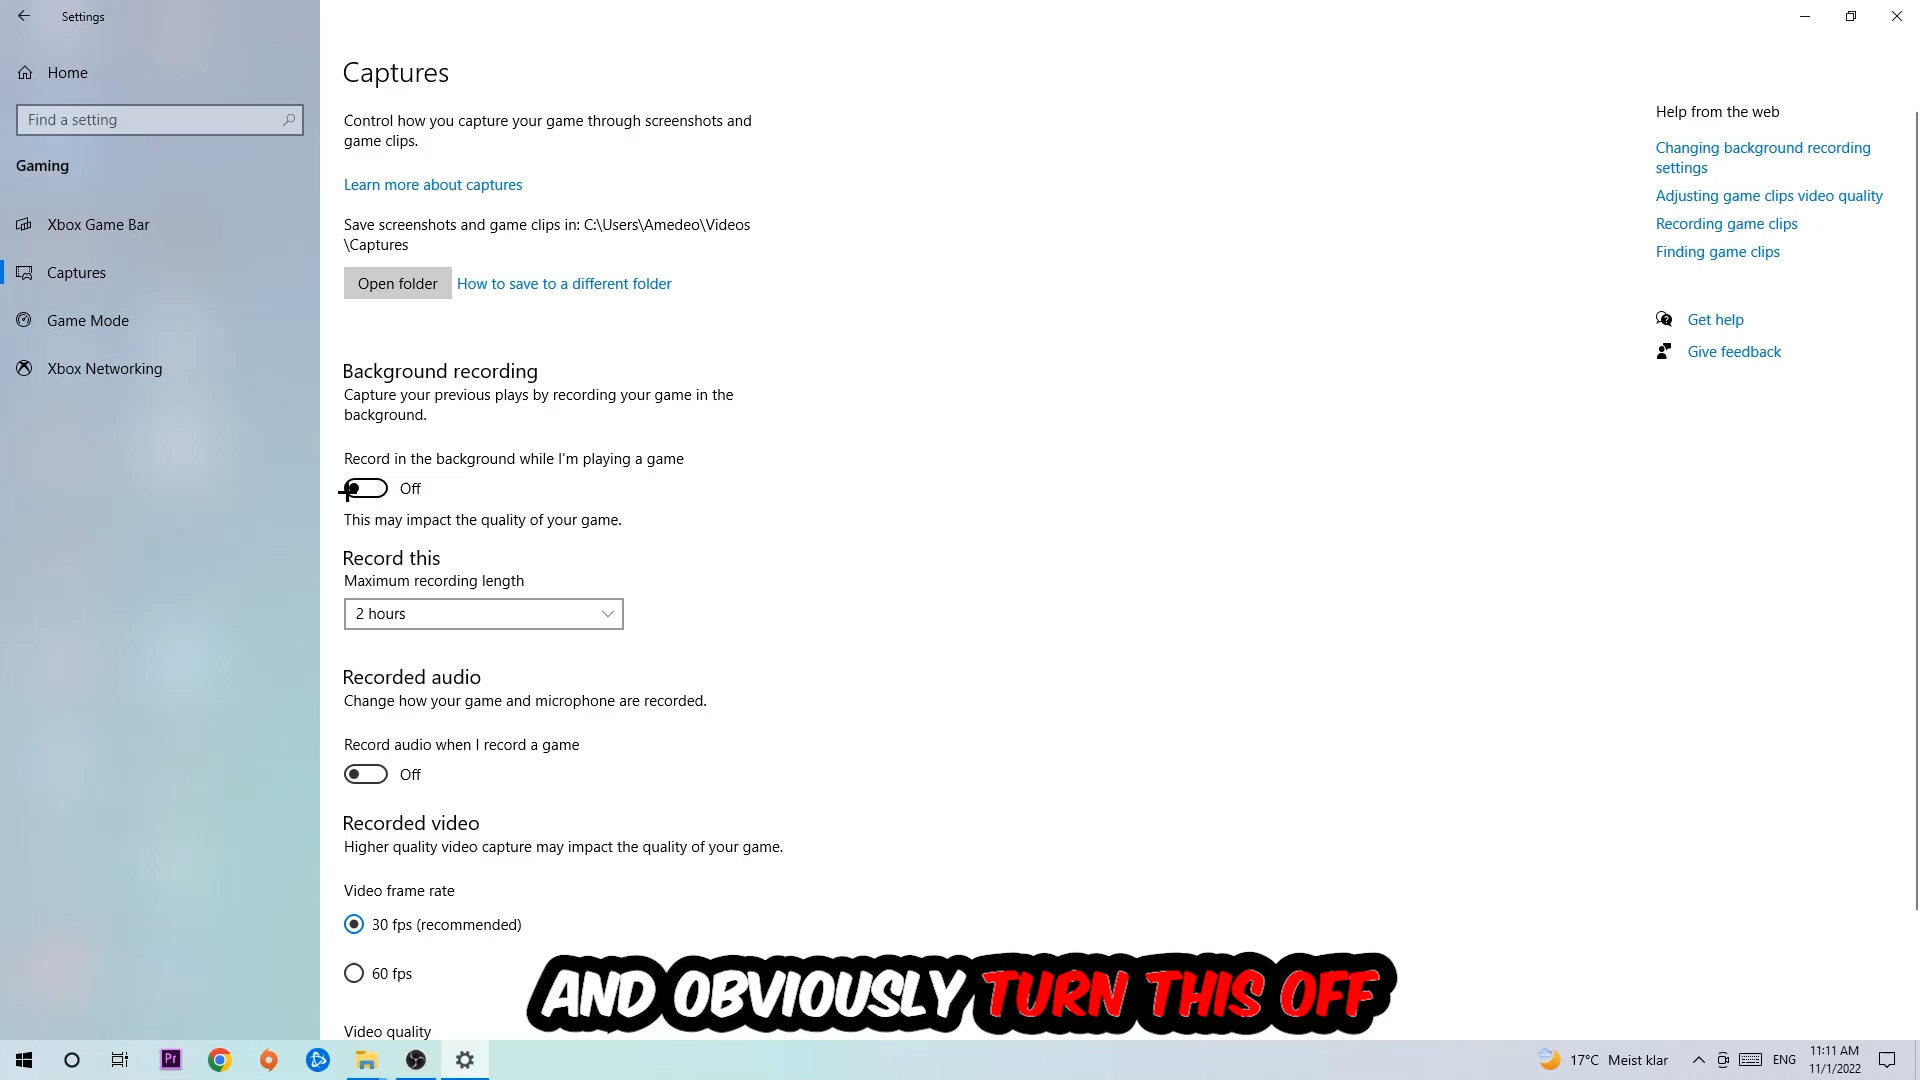 Settings
Home
Find a setting
Gaming
Xbox Game Bar
Captures
Game Mode
Xbox Networking
Captures
Control how you capture your game through screenshots and
game clips.
Learn more about captures
Save screenshots and game clips in: C:\Users\Amedeo\Videos
\Captures
Open folder
How to save to a different folder
Background recording
Capture your previous plays by recording your game in the
background.
Record in the background while I'm playing a game
Off
This may impact the quality of your game.
Record this
Maximum recording length
2 hours
Recorded audio
Change how your game and microphone are recorded.
Record audio when I record a game
Off
Recorded video
Higher quality video capture may impact the quality of your game.
Video frame rate
30 fps (recommended)
60 fps
Video quality
Help from the web
Changing background recording
settings
Adjusting game clips video quality
Recording game clips
Finding game clips
Get help
Give feedback
AND OBVIOUSLY TURN THIS OFF
Pr
17°C Meist klar
ENG
11:11 AM
11/1/2022